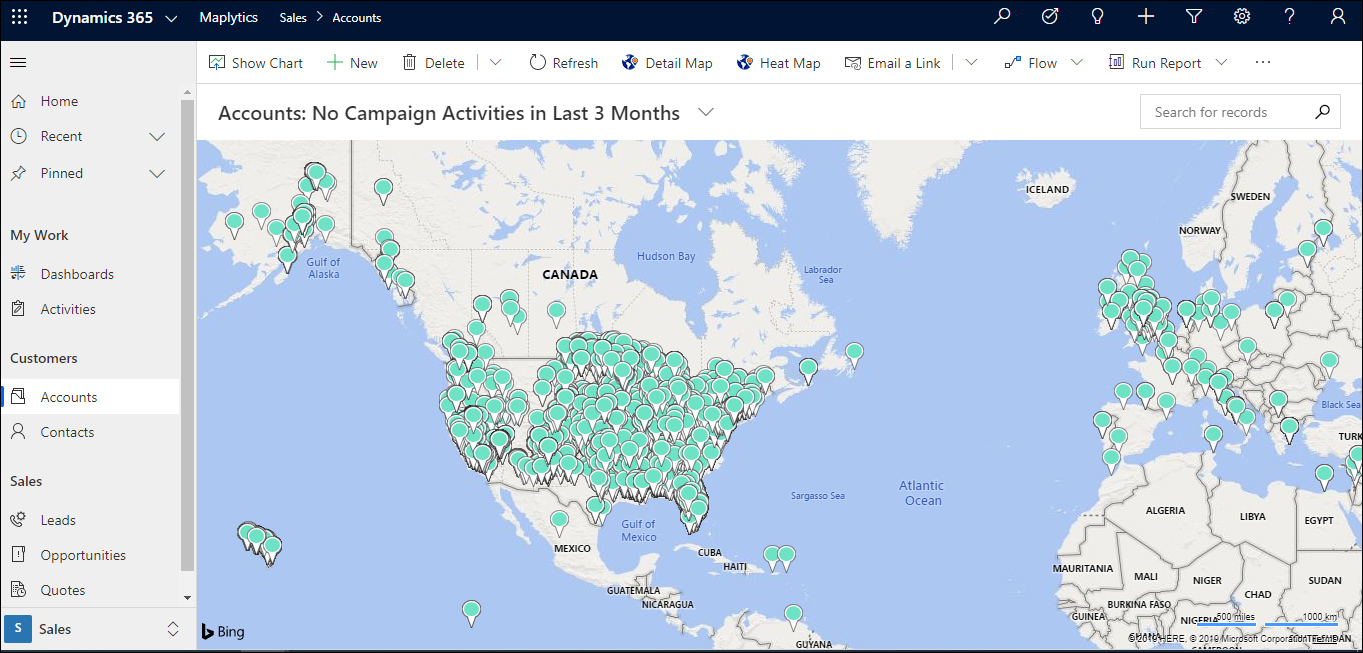 Dynamics 365 Maplytics Sales > Accounts
Show Chart New Delete Refresh Detail Map Heat Map Email a Link Flow Run Report ...
Home
Recent
Pinned
My Work
Dashboards
Activities
Customers
Accounts
Contacts
Sales
Leads
Opportunities
Quotes
S Sales
Accounts: No Campaign Activities in Last 3 Months
Search for records
ICELAND
SWEDEN
NORWAY
Hudson Bay
Gulf of
Alaska
CANADA
Labrador
Sea
Black Sea
TURK
Atlantic
Ocean
Sargasso Sea
ALGERIA
LIBYA
EGYPT
Gulf of
Mexico
MEXICO
CUBA
HAITI
MAURITANIA
MALI
NIGER
SUDAN
GUATEMALA
NICARAGUA
CHAD
BURKINA FASO
GUINEA
500 miles 1000 km
GUYANA
Bing
© 2019 HERE, © 2019 Microsoft Corporation Terms